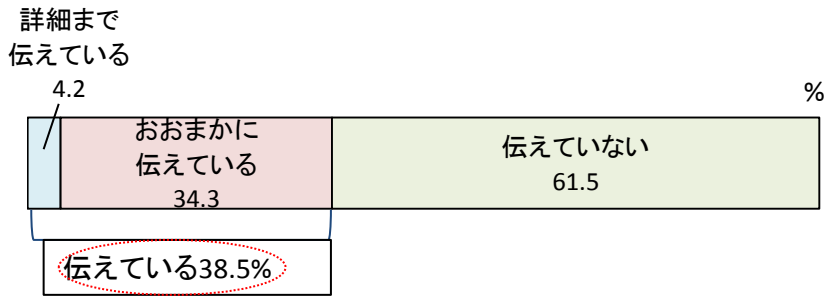 詳細まで
伝えている
4.2
%
おおまかに
伝えている
34.3
伝えていない
61.5
伝えている38.5%